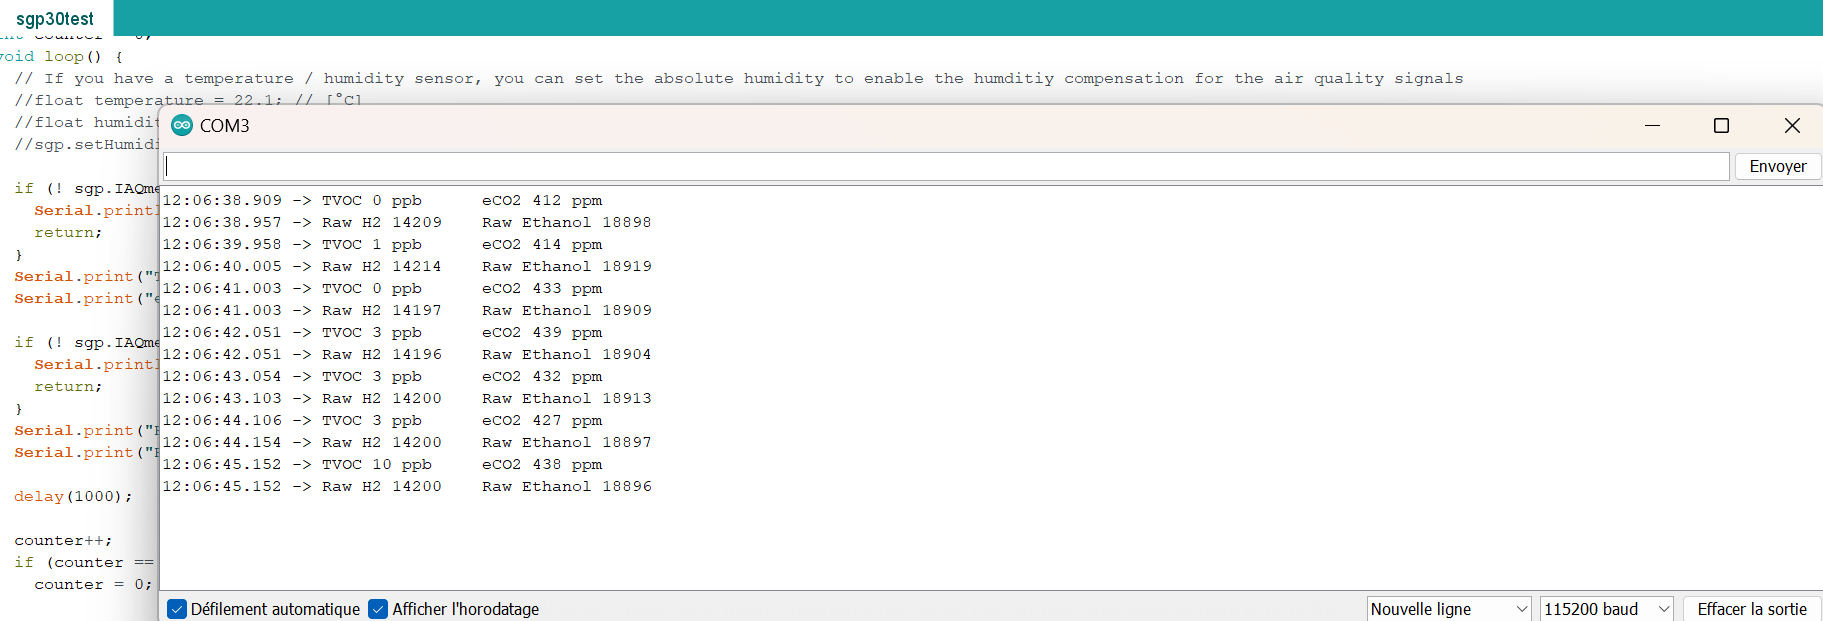 sgp30test
int counter = 0;
void loop() {
// If you have a temperature / humidity sensor, you can set the absolute humidity to enable the humditiy compensation for the air quality signals
//float temperature = 22.1; // [°C]
//float humidit
//sgp.setHumidi
if (! sgp.IAQme
Serial.printl
return;
}
Serial.print("T
Serial.print("e
if (! sgp.IAQme
Serial.printl
return;
}
Serial.print("R
Serial.print("R
delay(1000);
counter++;
if (counter ==
counter = 0;
COM3
Envoyer
12:06:38.909 -> TVOC 0 ppb eCO2 412 ppm
12:06:38.957 -> Raw H2 14209 Raw Ethanol 18898
12:06:39.958 -> TVOC 1 ppb eCO2 414 ppm
12:06:40.005 -> Raw H2 14214 Raw Ethanol 18919
12:06:41.003 -> TVOC 0 ppb eCO2 433 ppm
12:06:41.003 -> Raw H2 14197 Raw Ethanol 18909
12:06:42.051 -> TVOC 3 ppb eCO2 439 ppm
12:06:42.051 -> Raw H2 14196 Raw Ethanol 18904
12:06:43.054 -> TVOC 3 ppb eCO2 432 ppm
12:06:43.103 -> Raw H2 14200 Raw Ethanol 18913
12:06:44.106 -> TVOC 3 ppb eCO2 427 ppm
12:06:44.154 -> Raw H2 14200 Raw Ethanol 18897
12:06:45.152 -> TVOC 10 ppb eCO2 438 ppm
12:06:45.152 -> Raw H2 14200 Raw Ethanol 18896
Défilement automatique Afficher l'horodatage Nouvelle ligne 115200 baud Effacer la sortie